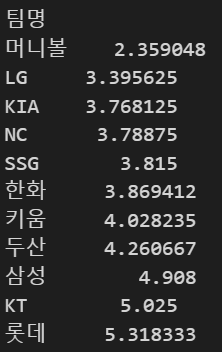 팀명
머니볼 2.359048
LG 3.395625
KIA 3.768125
NC 3.78875
SSG 3.815
한화 3.869412
키움 4.028235
두산 4.260667
삼성 4.908
KT 5.025
롯데 5.318333